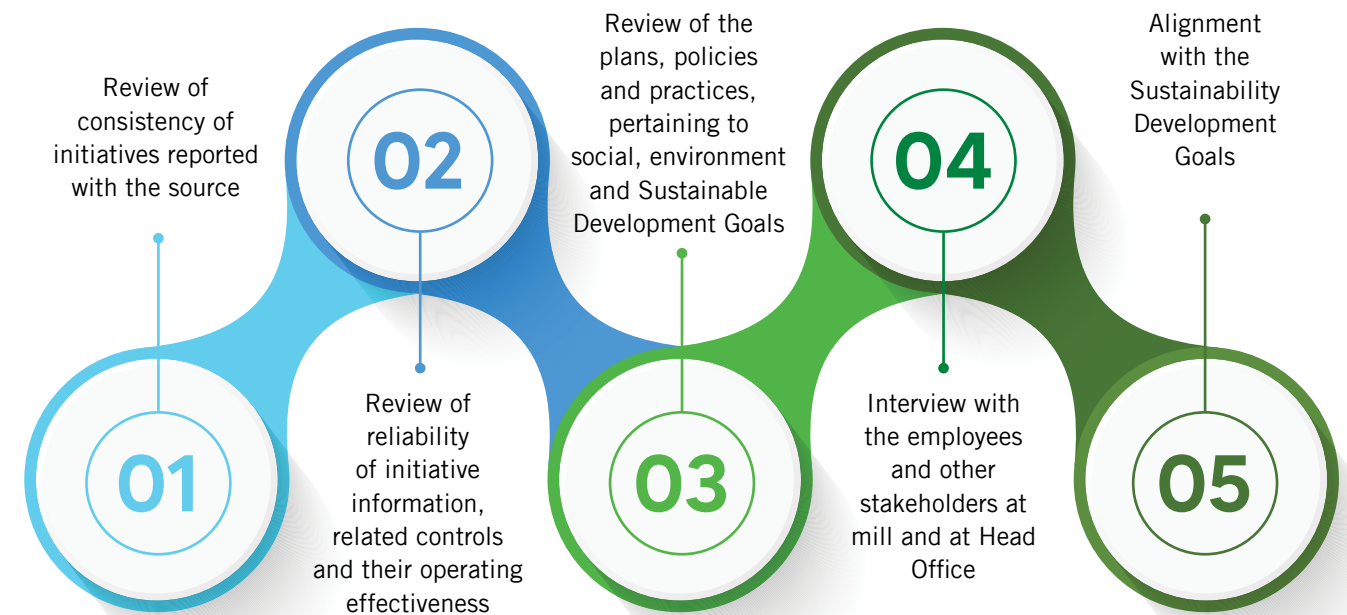 01
Review of
consistency of
initiatives reported
with the source
02
Review of
reliability
of initiative
information,
related controls
and their operating
effectiveness
03
Review of the
plans, policies
and practices,
pertaining to
social, environment
and Sustainable
Development Goals
04
Interview with
the employees
and other
stakeholders at
mill and at Head
Office
05
Alignment
with the
Sustainability
Development
Goals